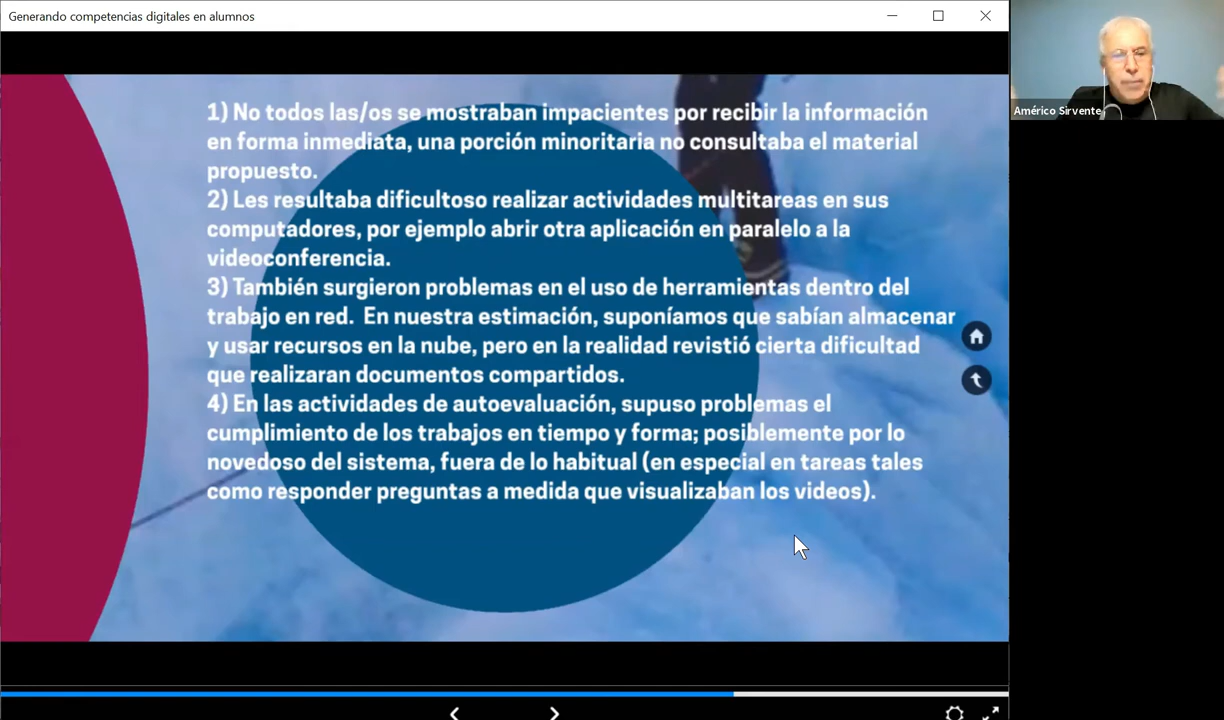 Generando competencias digitales en alumnos
1) No todos las/os se mostraban impacientes por recibir la información
en forma inmediata, una porción minoritaria no consultaba el material
propuesto.
2) Les resultaba dificultoso realizar actividades multitareas en sus
computadores, por ejemplo abrir otra aplicación en paralelo a la
videoconferencia.
3) También surgieron problemas en el uso de herramientas dentro del
trabajo en red.  En nuestra estimación, suponíamos que sabían almacenar
y usar recursos en la nube, pero en la realidad revistió cierta dificultad
que realizaran documentos compartidos.
4) En las actividades de autoevaluación, supuso problemas el
cumplimiento de los trabajos en tiempo y forma; posiblemente por lo
novedoso del sistema, fuera de lo habitual (en especial en tareas tales
como responder preguntas a medida que visualizaban los videos).
Américo Sirvente